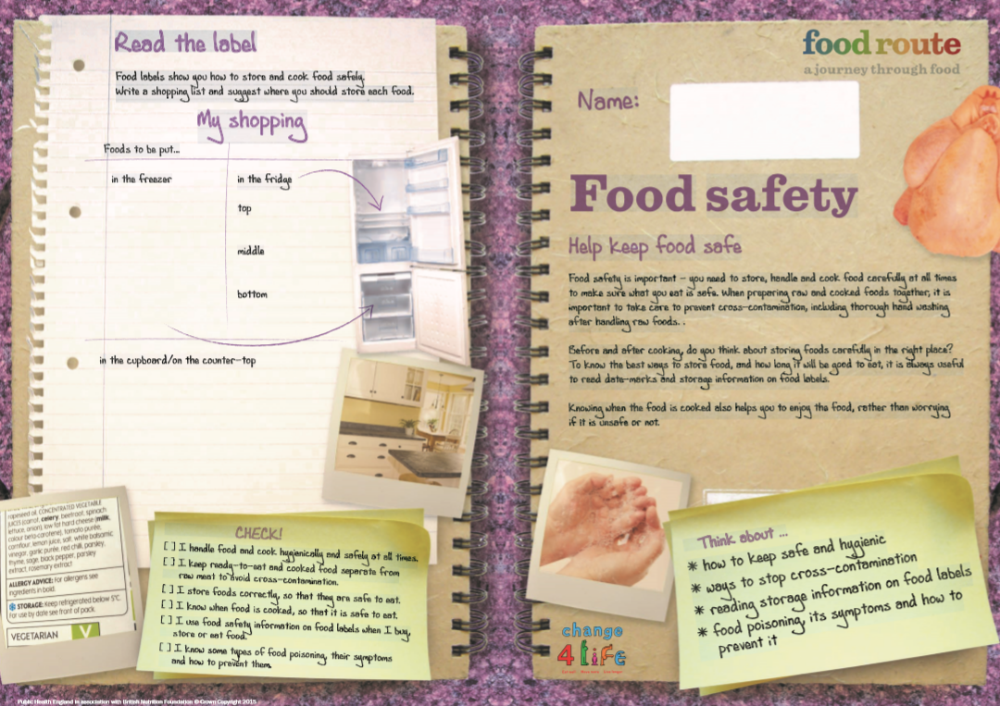 Read the label
Food labels show you how to store and cook food safely.
Write a shopping list and suggest where you should store each food.
My shopping
Foods to be put...
in the freezer
in the fridge
top
middle
bottom
in the cupboard/on the counter-top
rapeseed oil, CONCENTRATED VEGETABLE
JUICES (carrot, celery, beetroot, spinach
lettuce, onion), low fat hard cheese (milk,
colour beta-carotene), tomato purée,
cornflour, lemon juice, salt, white balsamic
vinegar, garlic purée, red chilli, parsley,
thyme, sage, black pepper, parsley
extract, rosemary extract
ALLERGY ADVICE: For allergens see
ingredients in bold.
STORAGE: Keep refrigerated below 5°C.
For use by date see front of pack.
VEGETARIAN V
CHECK!
[ ] I handle food and cook hygienically and safely at all times.
[ ] I keep ready-to-eat and cooked food separate from
raw meat to avoid cross-contamination.
[ ] I store foods correctly, so that they are safe to eat.
[ ] I know when food is cooked, so that it is safe to eat.
[ ] I use food safety information on food labels when I buy,
store or eat food.
[ ] I know some types of food poisoning, their symptoms
and how to prevent them.
Public Health England in association with British Nutrition Foundation © Crown Copyright 2015
food route
a journey through food
Name:
Food safety
Help keep food safe
Food safety is important – you need to store, handle and cook food carefully at all times
to make sure what you eat is safe. When preparing raw and cooked foods together, it is
important to take care to prevent cross-contamination, including thorough hand washing
after handling raw foods. .
Before and after cooking, do you think about storing foods carefully in the right place?
To know the best ways to store food, and how long it will be good to eat, it is always useful
to read date-marks and storage information on food labels.
Knowing when the food is cooked also helps you to enjoy the food, rather than worrying
if it is unsafe or not.
Think about ...
* how to keep safe and hygienic
* ways to stop cross-contamination
* reading storage information on food labels
* food poisoning, its symptoms and how to
prevent it
change
4 LiFE